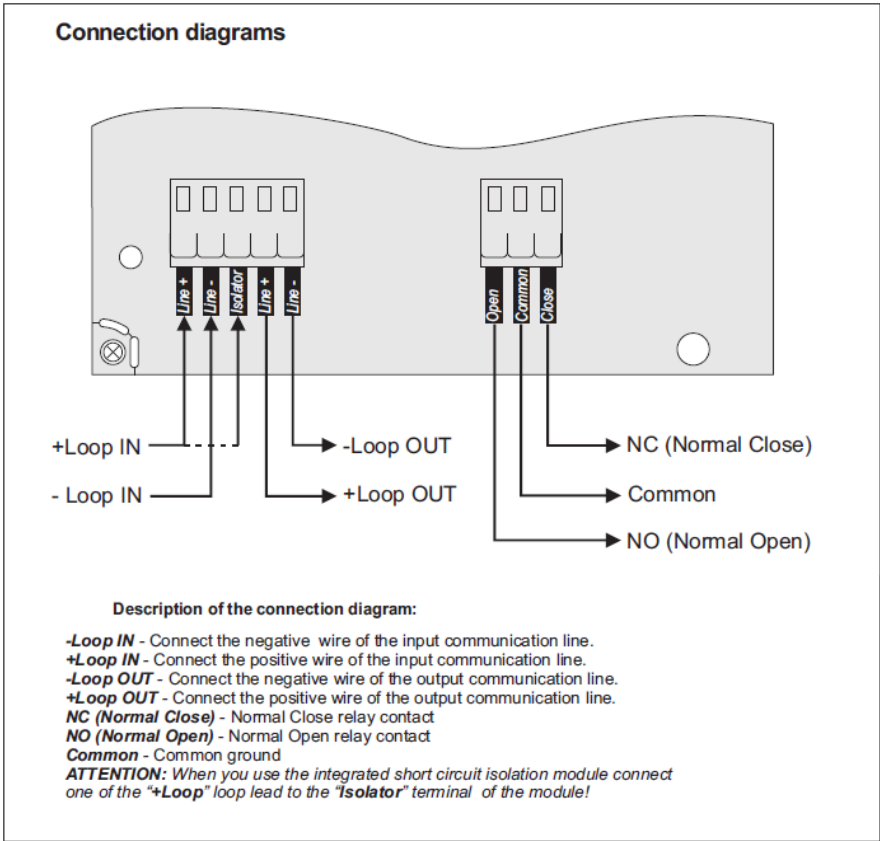 Connection diagrams
Line +
Line -
Isolator
Line +
Line -
Open
Common
Close
+Loop IN
-Loop OUT
NC (Normal Close)
- Loop IN
+Loop OUT
Common
NO (Normal Open)
Description of the connection diagram:
-Loop IN - Connect the negative wire of the input communication line.
+Loop IN - Connect the positive wire of the input communication line.
-Loop OUT - Connect the negative wire of the output communication line.
+Loop OUT - Connect the positive wire of the output communication line.
NC (Normal Close) - Normal Close relay contact
NO (Normal Open) - Normal Open relay contact
Common - Common ground
ATTENTION: When you use the integrated short circuit isolation module connect
one of the “+Loop” loop lead to the “Isolator” terminal of the module!